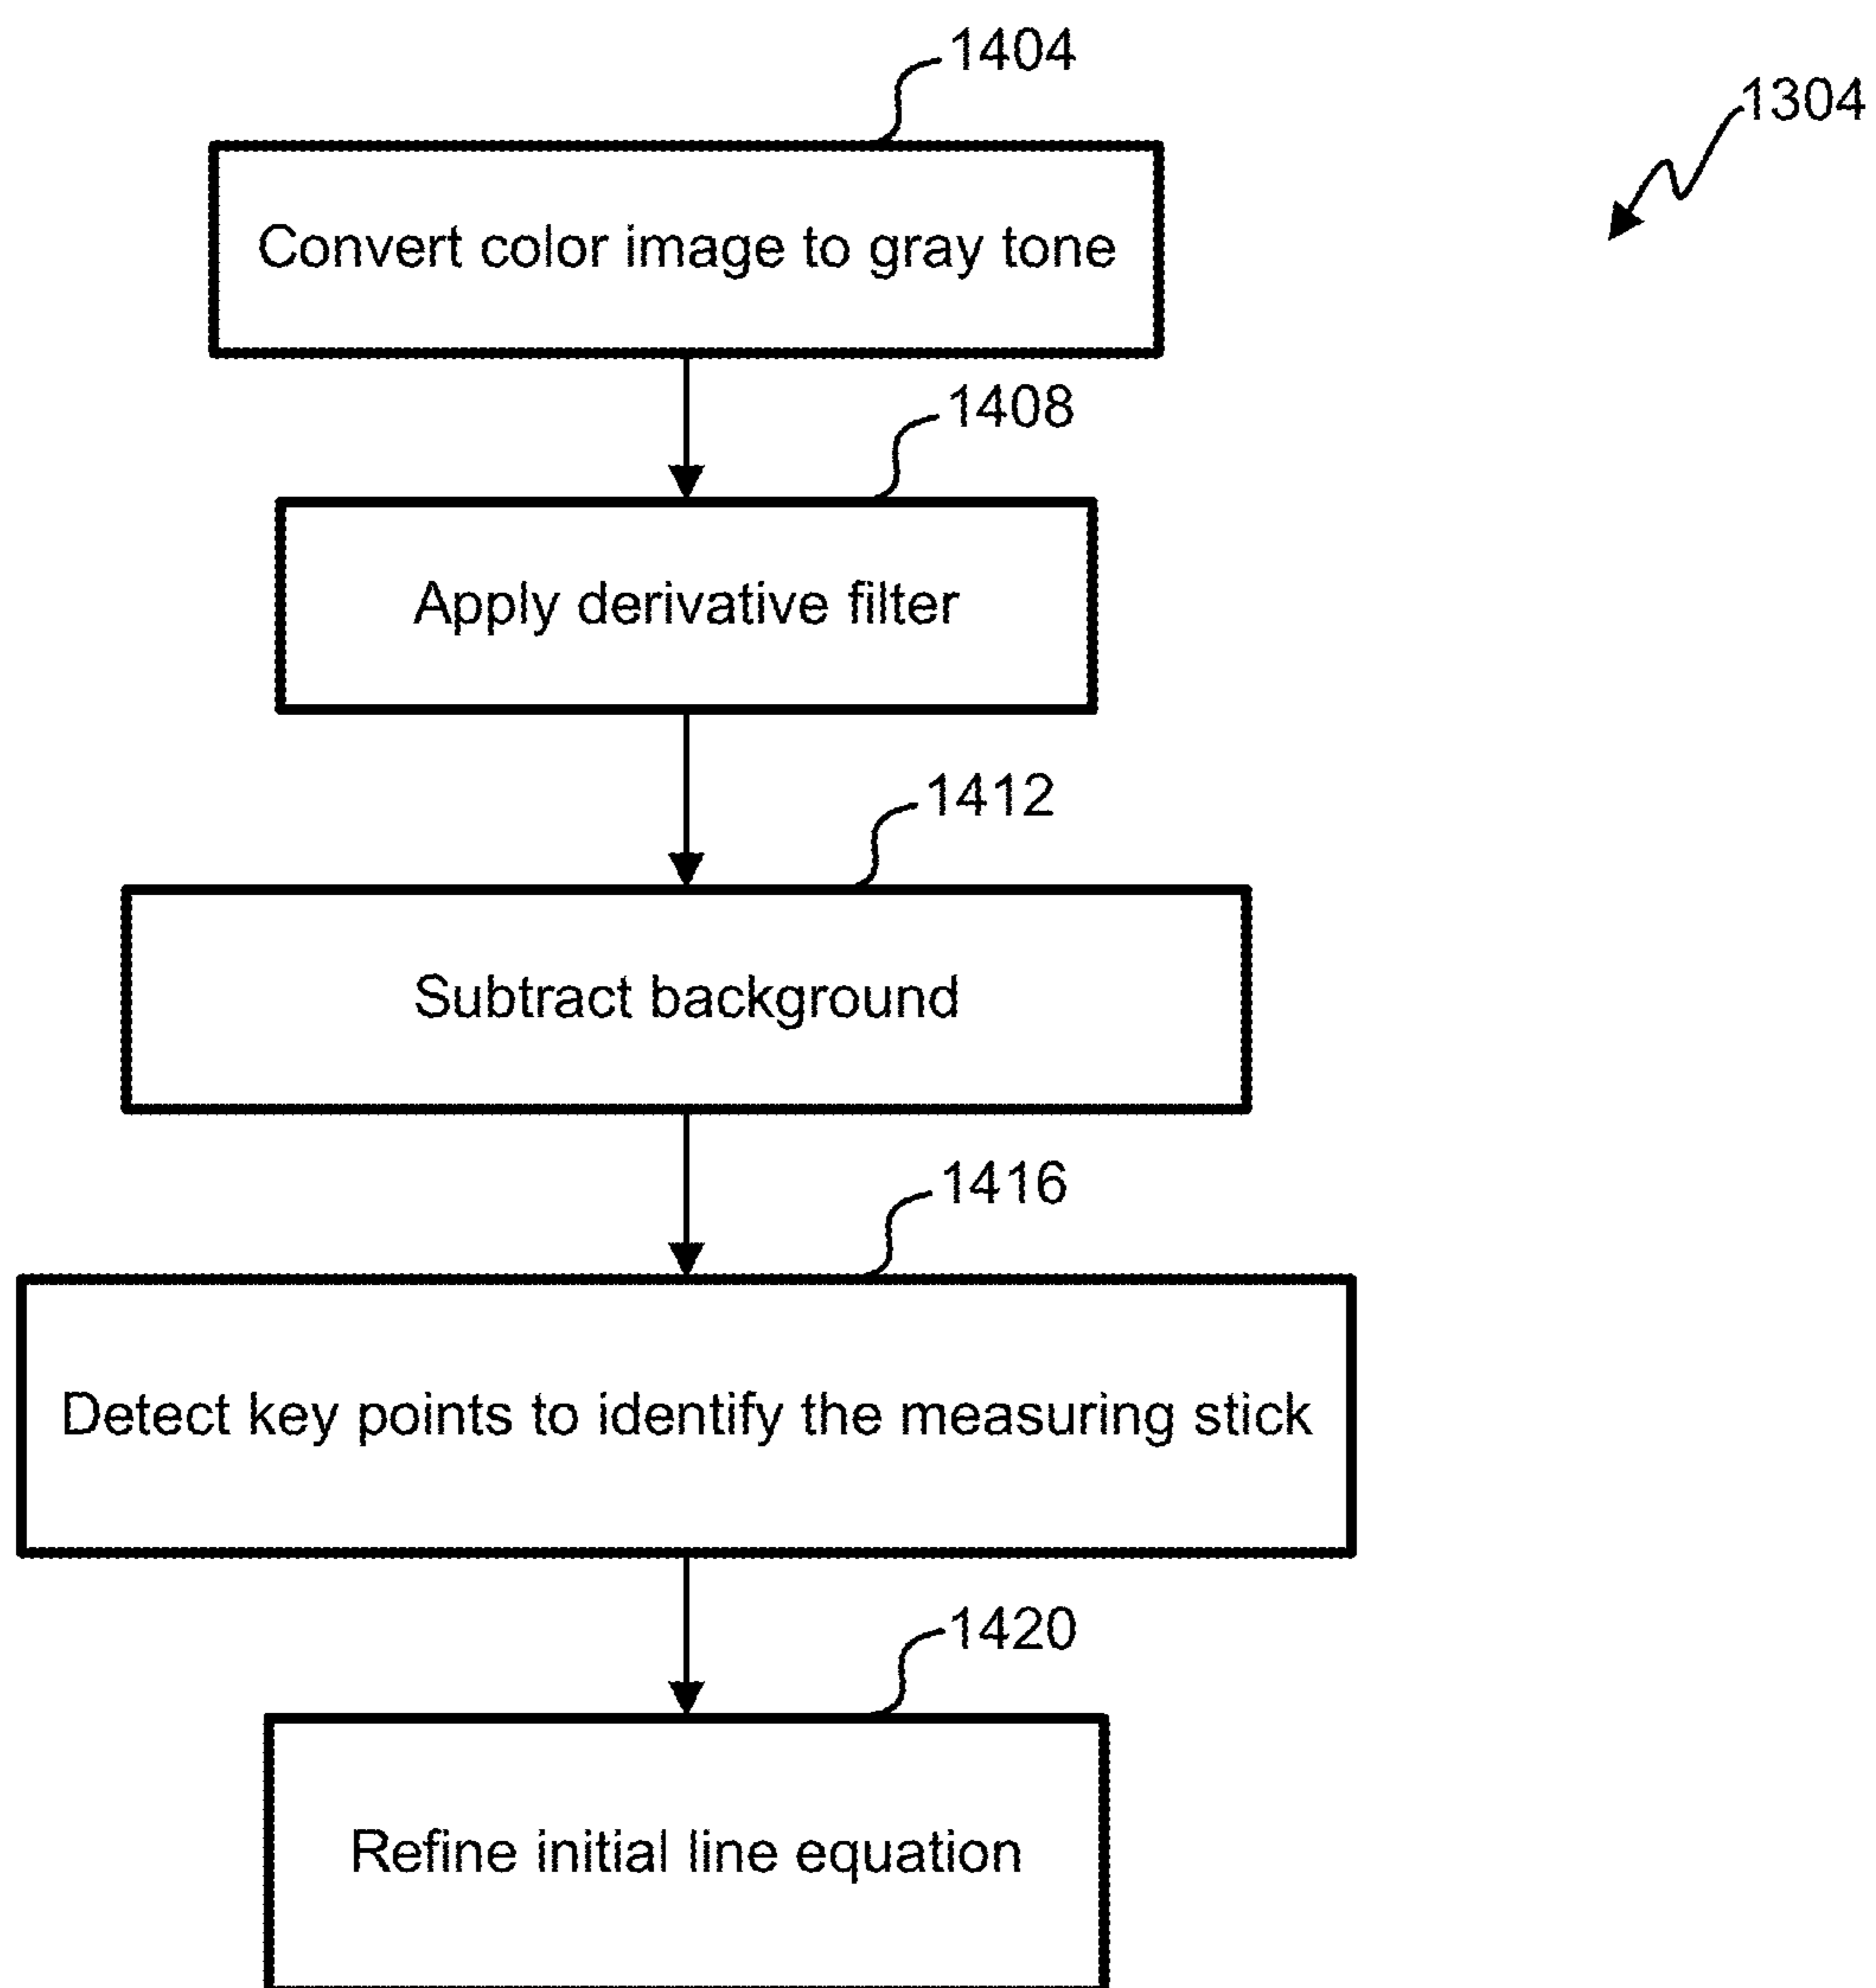 1404
1304
Convert color image to gray tone
1408
Apply derivative filter
1412
Subtract background
1416
Detect key points to identify the measuring stick
1420
Refine initial line equation